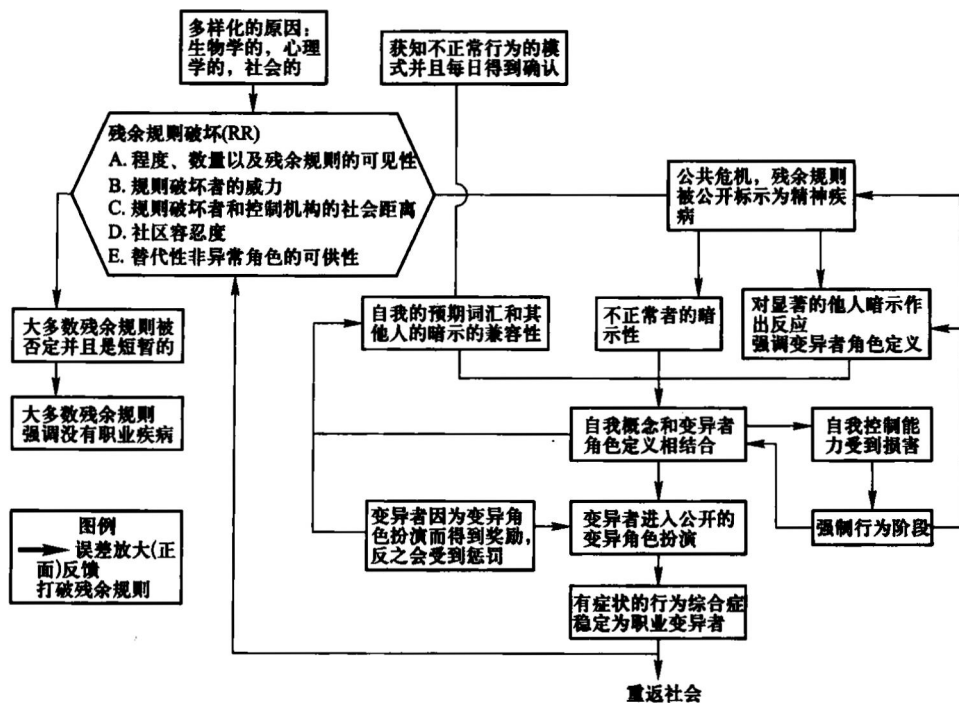 多样化的原因：
生物学的，心理
学的，社会的
获知不正常行为的模
式并且每日得到确认
残余规则破坏(RR)
A. 程度、数量以及残余规则的可见性
B. 规则破坏者的威力
C. 规则破坏者和控制机构的社会距离
D. 社区容忍度
E. 替代性非异常角色的可供性
公共危机，残余规则
被公开标示为精神疾
病
大多数残余规则被
否定并且是短暂的
自我的预期词汇和其
他人的暗示的兼容性
不正常者的暗
示性
对显著的他人暗示作
出反应
强调变异者角色定义
大多数残余规则
强调没有职业疾病
自我概念和变异者
角色定义相结合
自我控制能
力受到损害
图例
误差放大(正
面)反馈
打破残余规则
变异者因为变异角
色扮演而得到奖励，
反之会受到惩罚
变异者进入公开的
变异角色扮演
强制行为阶段
有症状的行为综合症
稳定为职业变异者
重返社会